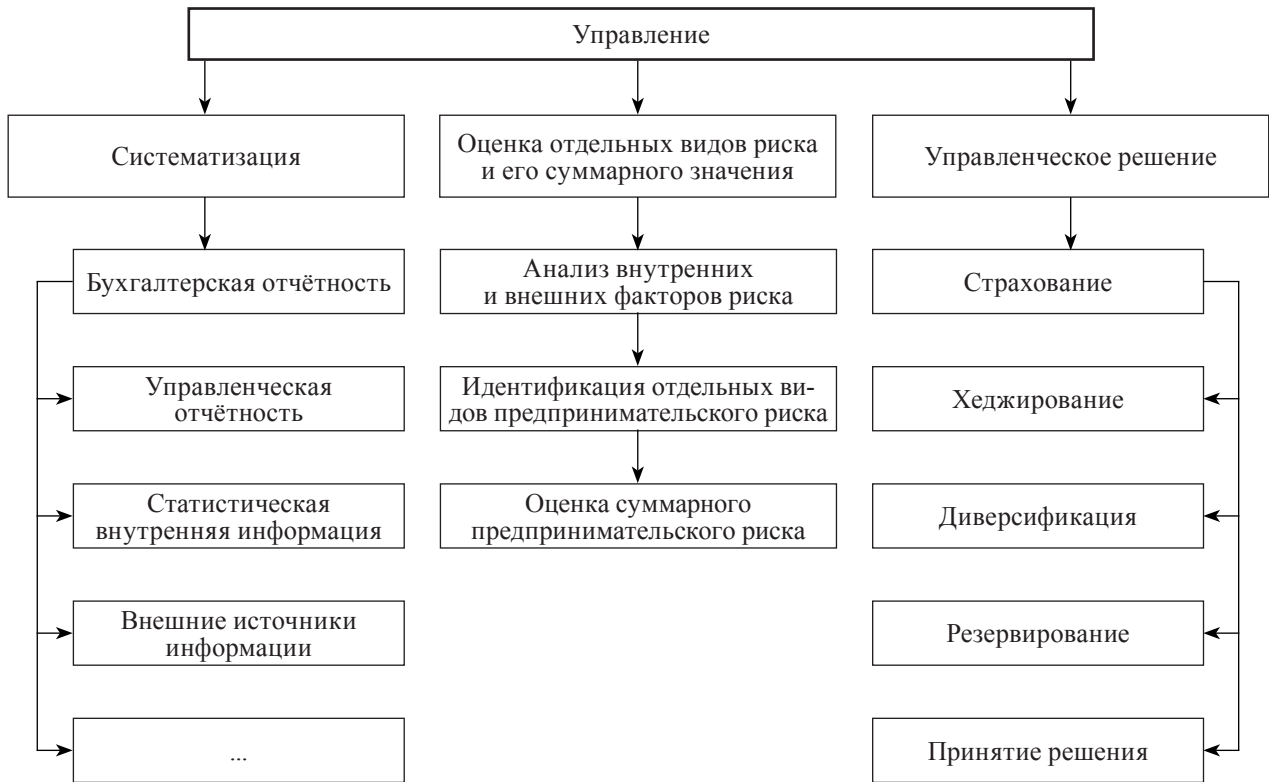 Управление
Систематизация
Оценка отдельных видов риска
и его суммарного значения
Управленческое решение
Бухгалтерская отчётность
Анализ внутренних
и внешних факторов риска
Страхование
Управленческая
отчётность
Идентификация отдельных ви-
дов предпринимательского риска
Хеджирование
Статистическая
внутренняя информация
Оценка суммарного
предпринимательского риска
Диверсификация
Внешние источники
информации
Резервирование
...
Принятие решения